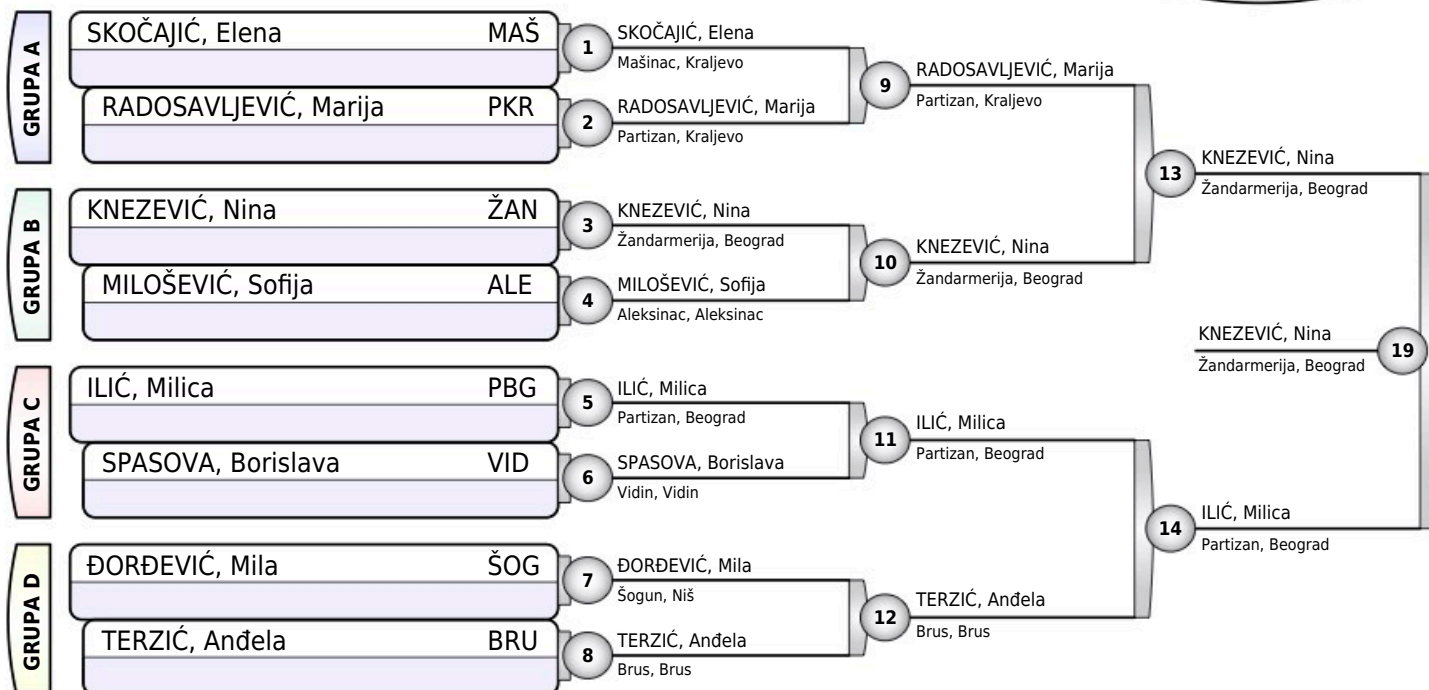 GRUPA A
SKOČAJIĆ, Elena MAŠ
RADOSAVLJEVIĆ, Marija PKR
GRUPA B
KNEZEVIĆ, Nina ŽAN
MILOŠEVIĆ, Sofija ALE
GRUPA C
ILIĆ, Milica PBG
SPASOVA, Borislava VID
GRUPA D
ĐORĐEVIĆ, Mila ŠOG
TERZIĆ, Anđela BRU
1
SKOČAJIĆ, Elena
Mašinac, Kraljevo
2
RADOSAVLJEVIĆ, Marija
Partizan, Kraljevo
3
KNEZEVIĆ, Nina
Žandarmerija, Beograd
4
MILOŠEVIĆ, Sofija
Aleksinac, Aleksinac
5
ILIĆ, Milica
Partizan, Beograd
6
SPASOVA, Borislava
Vidin, Vidin
7
ĐORĐEVIĆ, Mila
Šogun, Niš
8
TERZIĆ, Anđela
Brus, Brus
9
RADOSAVLJEVIĆ, Marija
Partizan, Kraljevo
10
KNEZEVIĆ, Nina
Žandarmerija, Beograd
11
ILIĆ, Milica
Partizan, Beograd
12
TERZIĆ, Anđela
Brus, Brus
13
KNEZEVIĆ, Nina
Žandarmerija, Beograd
14
ILIĆ, Milica
Partizan, Beograd
KNEZEVIĆ, Nina
Žandarmerija, Beograd
19